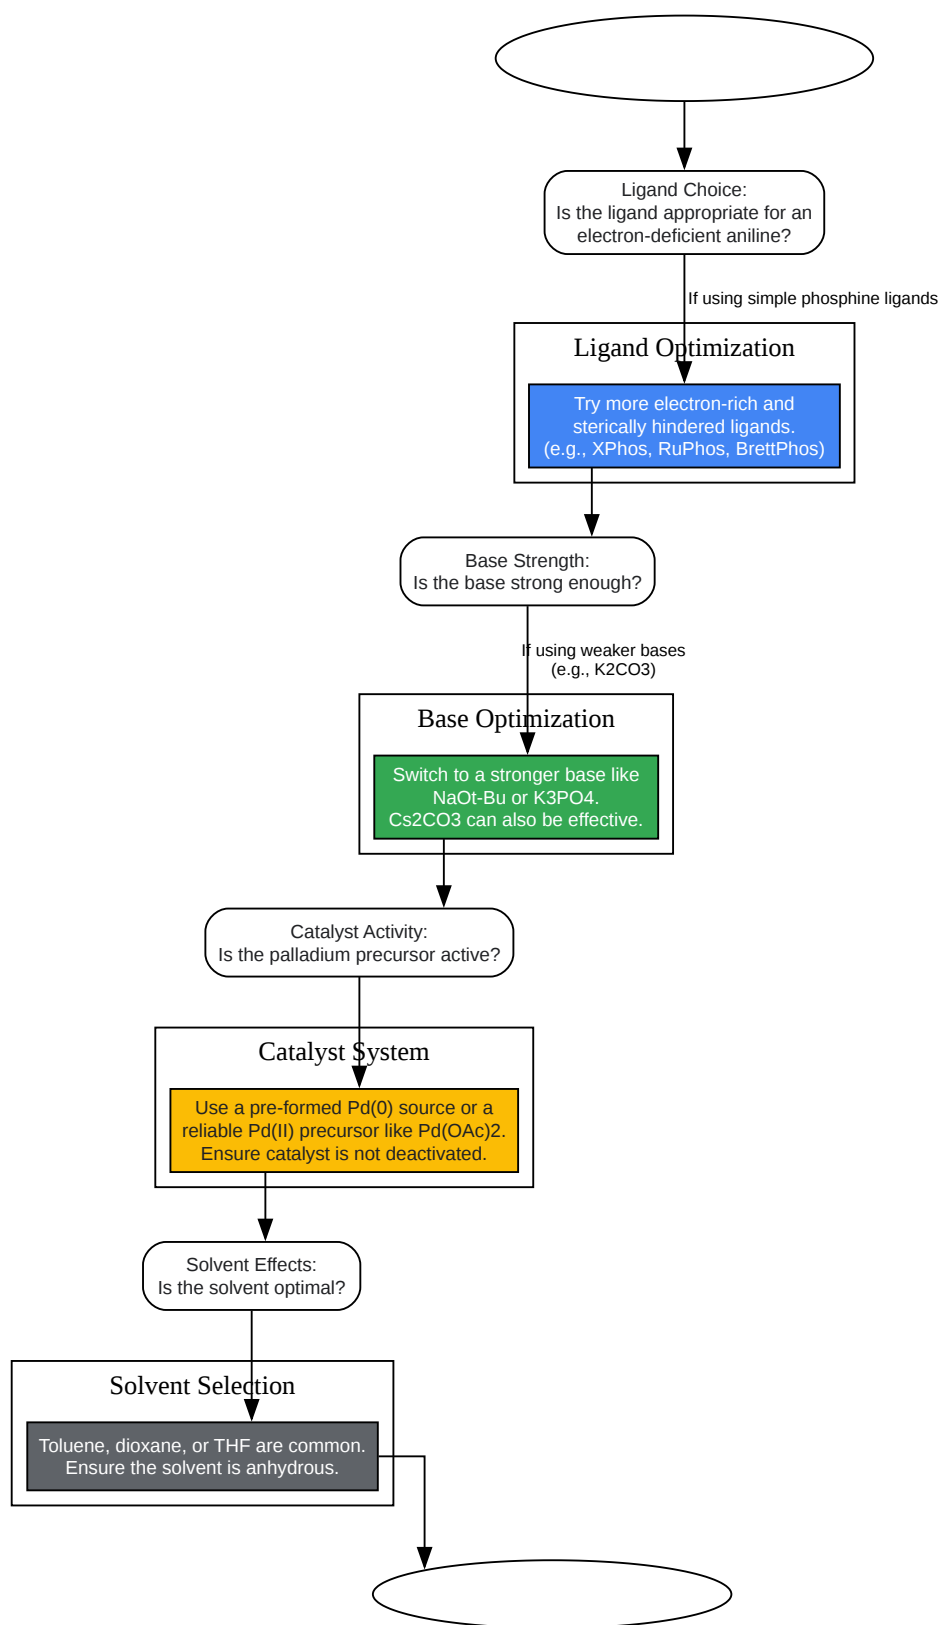 Ligand Choice:
Is the ligand appropriate for an
electron-deficient aniline?
If using simple phosphine ligands
Ligand Optimization
Try more electron-rich and
sterically hindered ligands.
(e.g., XPhos, RuPhos, BrettPhos)
Base Strength:
Is the base strong enough?
If using weaker bases
(e.g., K2CO3)
Base Optimization
Switch to a stronger base like
NaOt-Bu or K3PO4.
Cs2CO3 can also be effective.
Catalyst Activity:
Is the palladium precursor active?
Catalyst System
Use a pre-formed Pd(0) source or a
reliable Pd(II) precursor like Pd(OAc)2.
Ensure catalyst is not deactivated.
Solvent Effects:
Is the solvent optimal?
Solvent Selection
Toluene, dioxane, or THF are common.
Ensure the solvent is anhydrous.